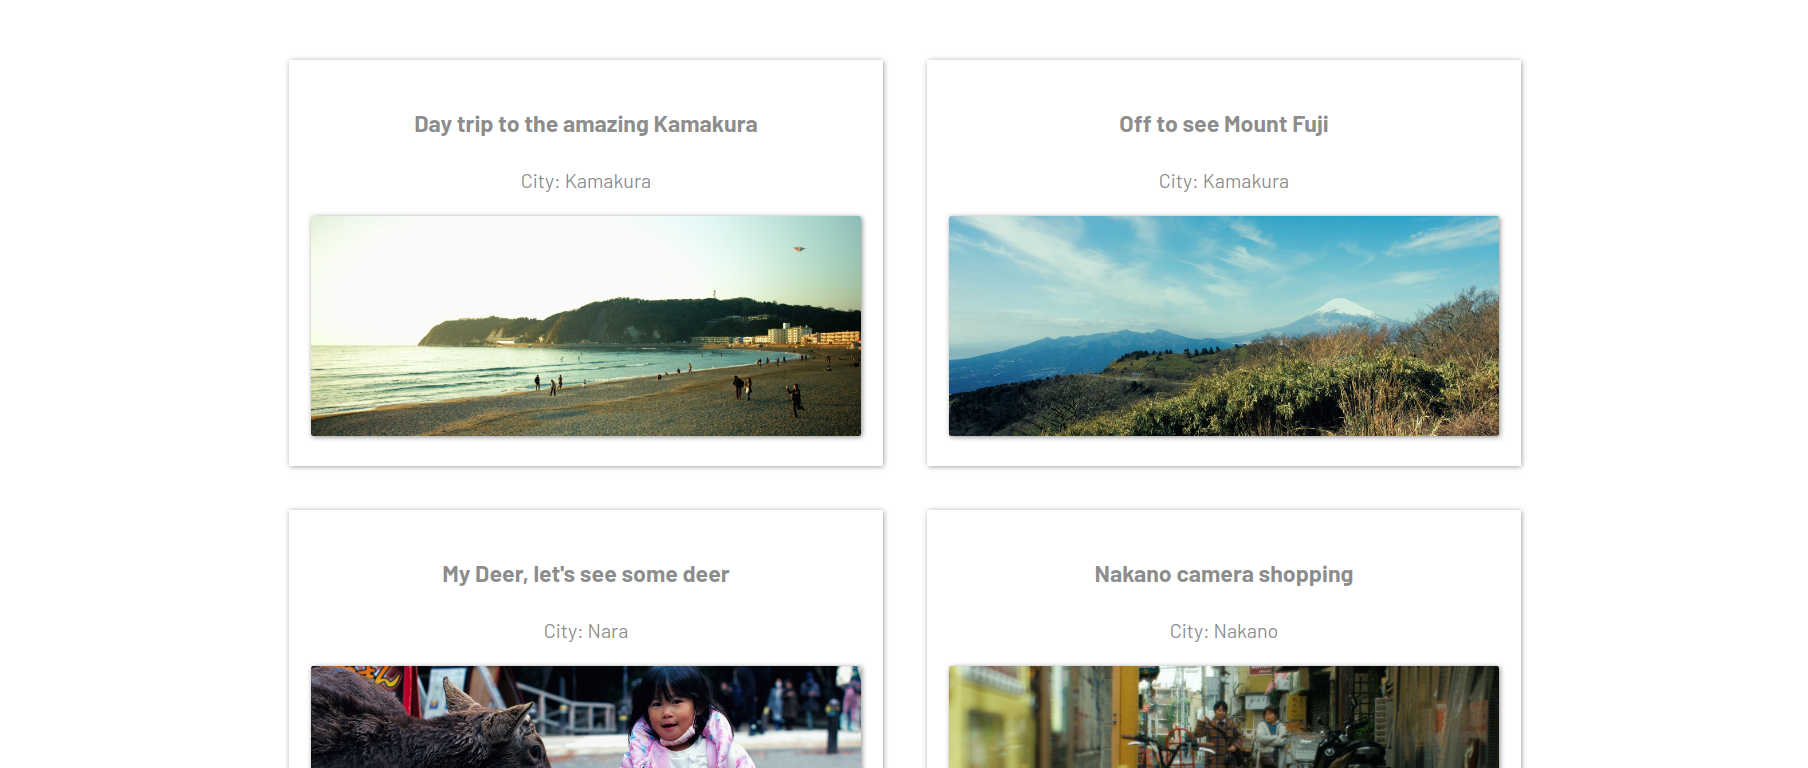 Day trip to the amazing Kamakura
City: Kamakura
Off to see Mount Fuji
City: Kamakura
My Deer, let's see some deer
City: Nara
Nakano camera shopping
City: Nakano